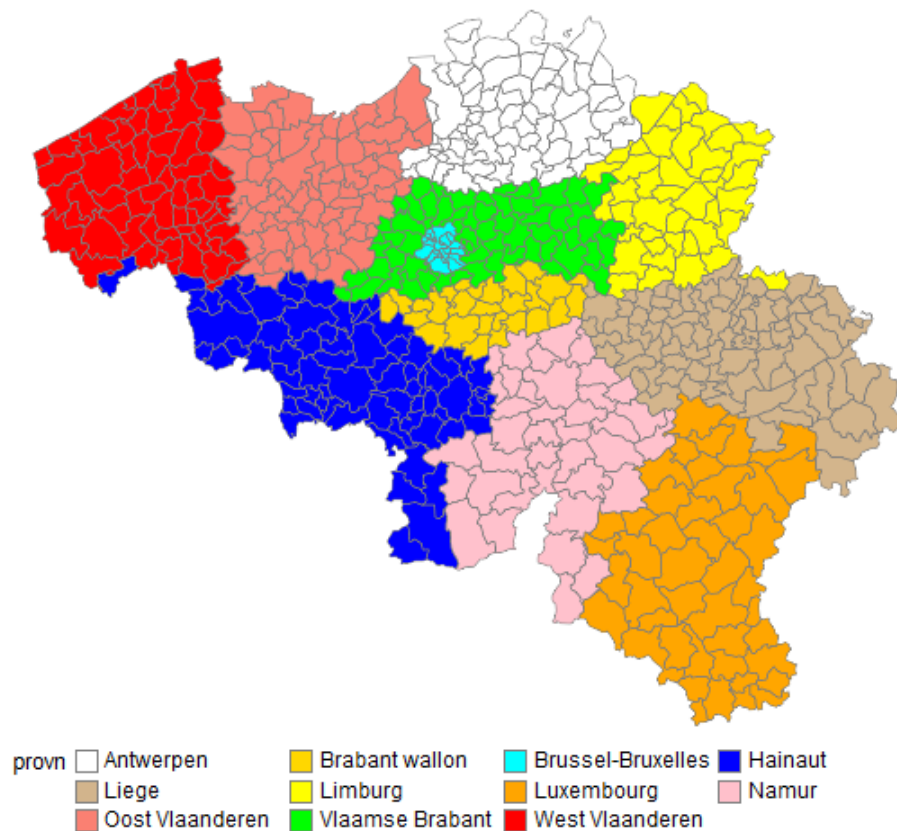 provn Antwerpen Brabant wallon Brussel-Bruxelles Hainaut
Liege Limburg Luxembourg Namur
Oost Vlaanderen Vlaamse Brabant West Vlaanderen